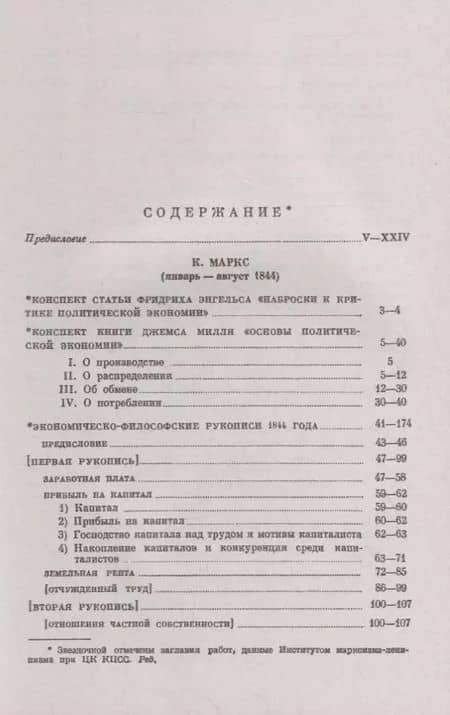 СОДЕРЖАНИЕ*
Предисловие V—XXIV
К. МАРКС
(январь — август 1844)
*КОНСПЕКТ СТАТЬИ ФРИДРИХА ЭНГЕЛЬСА «НАБРОСКИ К КРИ-
ТИКЕ ПОЛИТИЧЕСКОЙ ЭКОНОМИИ» 3—4
*КОНСПЕКТ КНИГИ ДЖЕМСА МИЛЛЯ «ОСНОВЫ ПОЛИТИЧЕ-
СКОЙ ЭКОНОМИИ» 5—40
I. О производстве 5
II. О распределении 5—12
III. Об обмене 12—30
IV. О потреблении 30—40
*ЭКОНОМИЧЕСКО-ФИЛОСОФСКИЕ РУКОПИСИ 1844 ГОДА 41—174
ПРЕДИСЛОВИЕ 43—46
[ПЕРВАЯ РУКОПИСЬ] 47—99
ЗАРАБОТНАЯ ПЛАТА 47—58
ПРИБЫЛЬ НА КАПИТАЛ 59—62
1) Капитал 59—60
2) Прибыль на капитал 60—62
3) Господство капитала над трудом и мотивы капиталиста 62—63
4) Накопление капиталов и конкуренция среди капи-
талистов 63—71
ЗЕМЕЛЬНАЯ РЕНТА 72—85
[ОТЧУЖДЕННЫЙ ТРУД] 86—99
[ВТОРАЯ РУКОПИСЬ] 100—107
[ОТНОШЕНИЯ ЧАСТНОЙ СОБСТВЕННОСТИ] 100—107
* Звездочкой отмечены заглавия работ, данные Институтом марксизма-лени-
низма при ЦК КПСС. Ред.